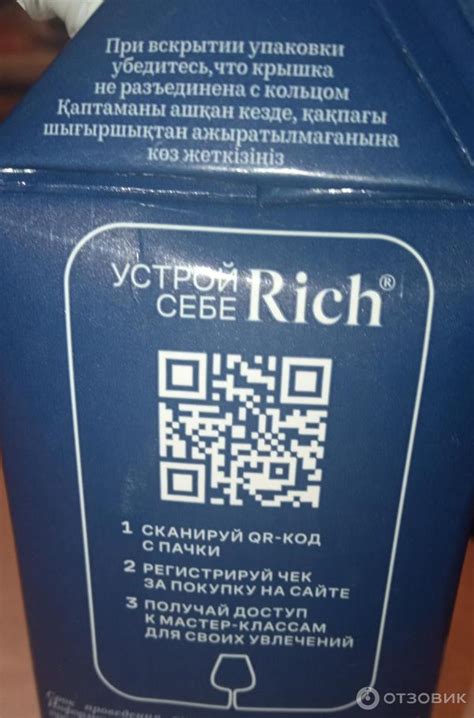 При вскрытии упаковки
убедитесь,что крышка
не разъединена с кольцом
Қаптаманы ашқан кезде, қақпағы
шығыршықтан ажыратылмағанына
көз жеткізіңіз
УСТРОЙ
СЕБЕ Rich®
1 СКАНИРУЙ QR-КОД
С ПАЧКИ
2 РЕГИСТРИРУЙ ЧЕК
ЗА ПОКУПКУ НА САЙТЕ
3 ПОЛУЧАЙ ДОСТУП
К МАСТЕР-КЛАССАМ
ДЛЯ СВОИХ УВЛЕЧЕНИЙ
Срок проведения
ОТЗОВИК